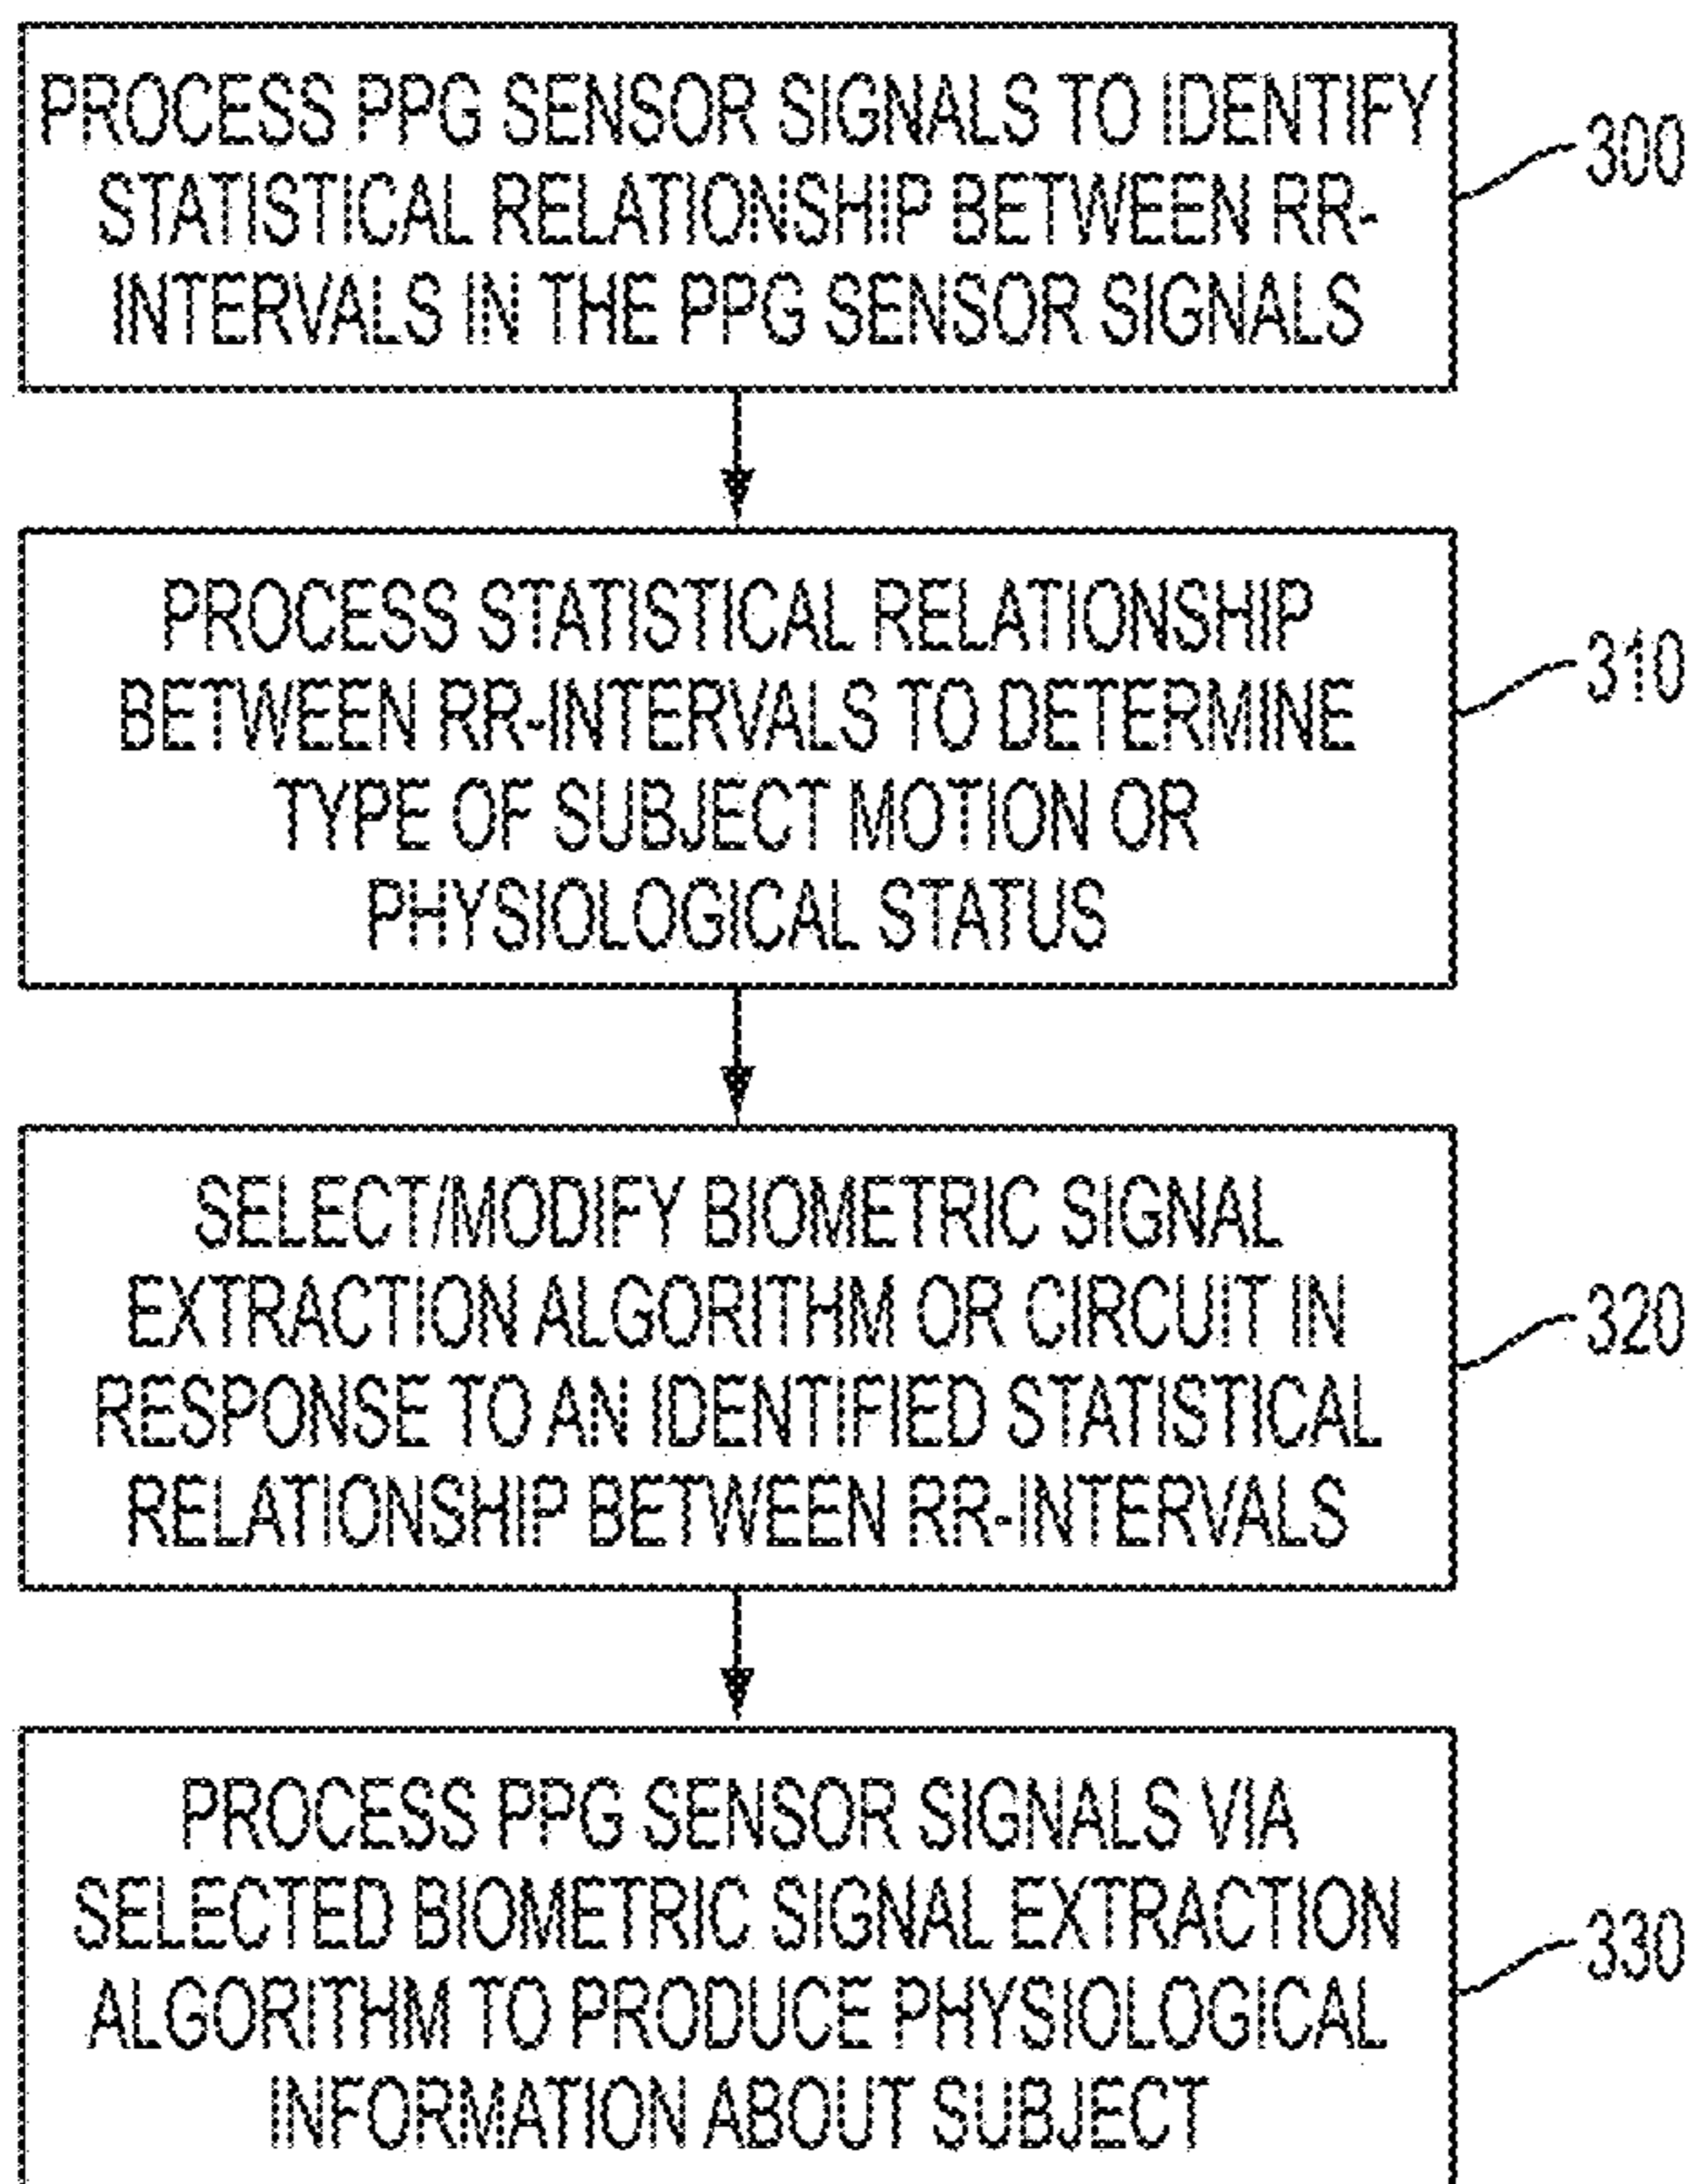 PROCESS PPG SENSOR SIGNALS TO IDENTIFY
STATISTICAL RELATIONSHIP BETWEEN RR-
INTERVALS IN THE PPG SENSOR SIGNALS
300
PROCESS STATISTICAL RELATIONSHIP
BETWEEN RR-INTERVALS TO DETERMINE
TYPE OF SUBJECT MOTION OR
PHYSIOLOGICAL STATUS
310
SELECT/MODIFY BIOMETRIC SIGNAL
EXTRACTION ALGORITHM OR CIRCUIT IN
RESPONSE TO AN IDENTIFIED STATISTICAL
RELATIONSHIP BETWEEN RR-INTERVALS
320
PROCESS PPG SENSOR SIGNALS VIA
SELECTED BIOMETRIC SIGNAL EXTRACTION
ALGORITHM TO PRODUCE PHYSIOLOGICAL
INFORMATION ABOUT SUBJECT
330